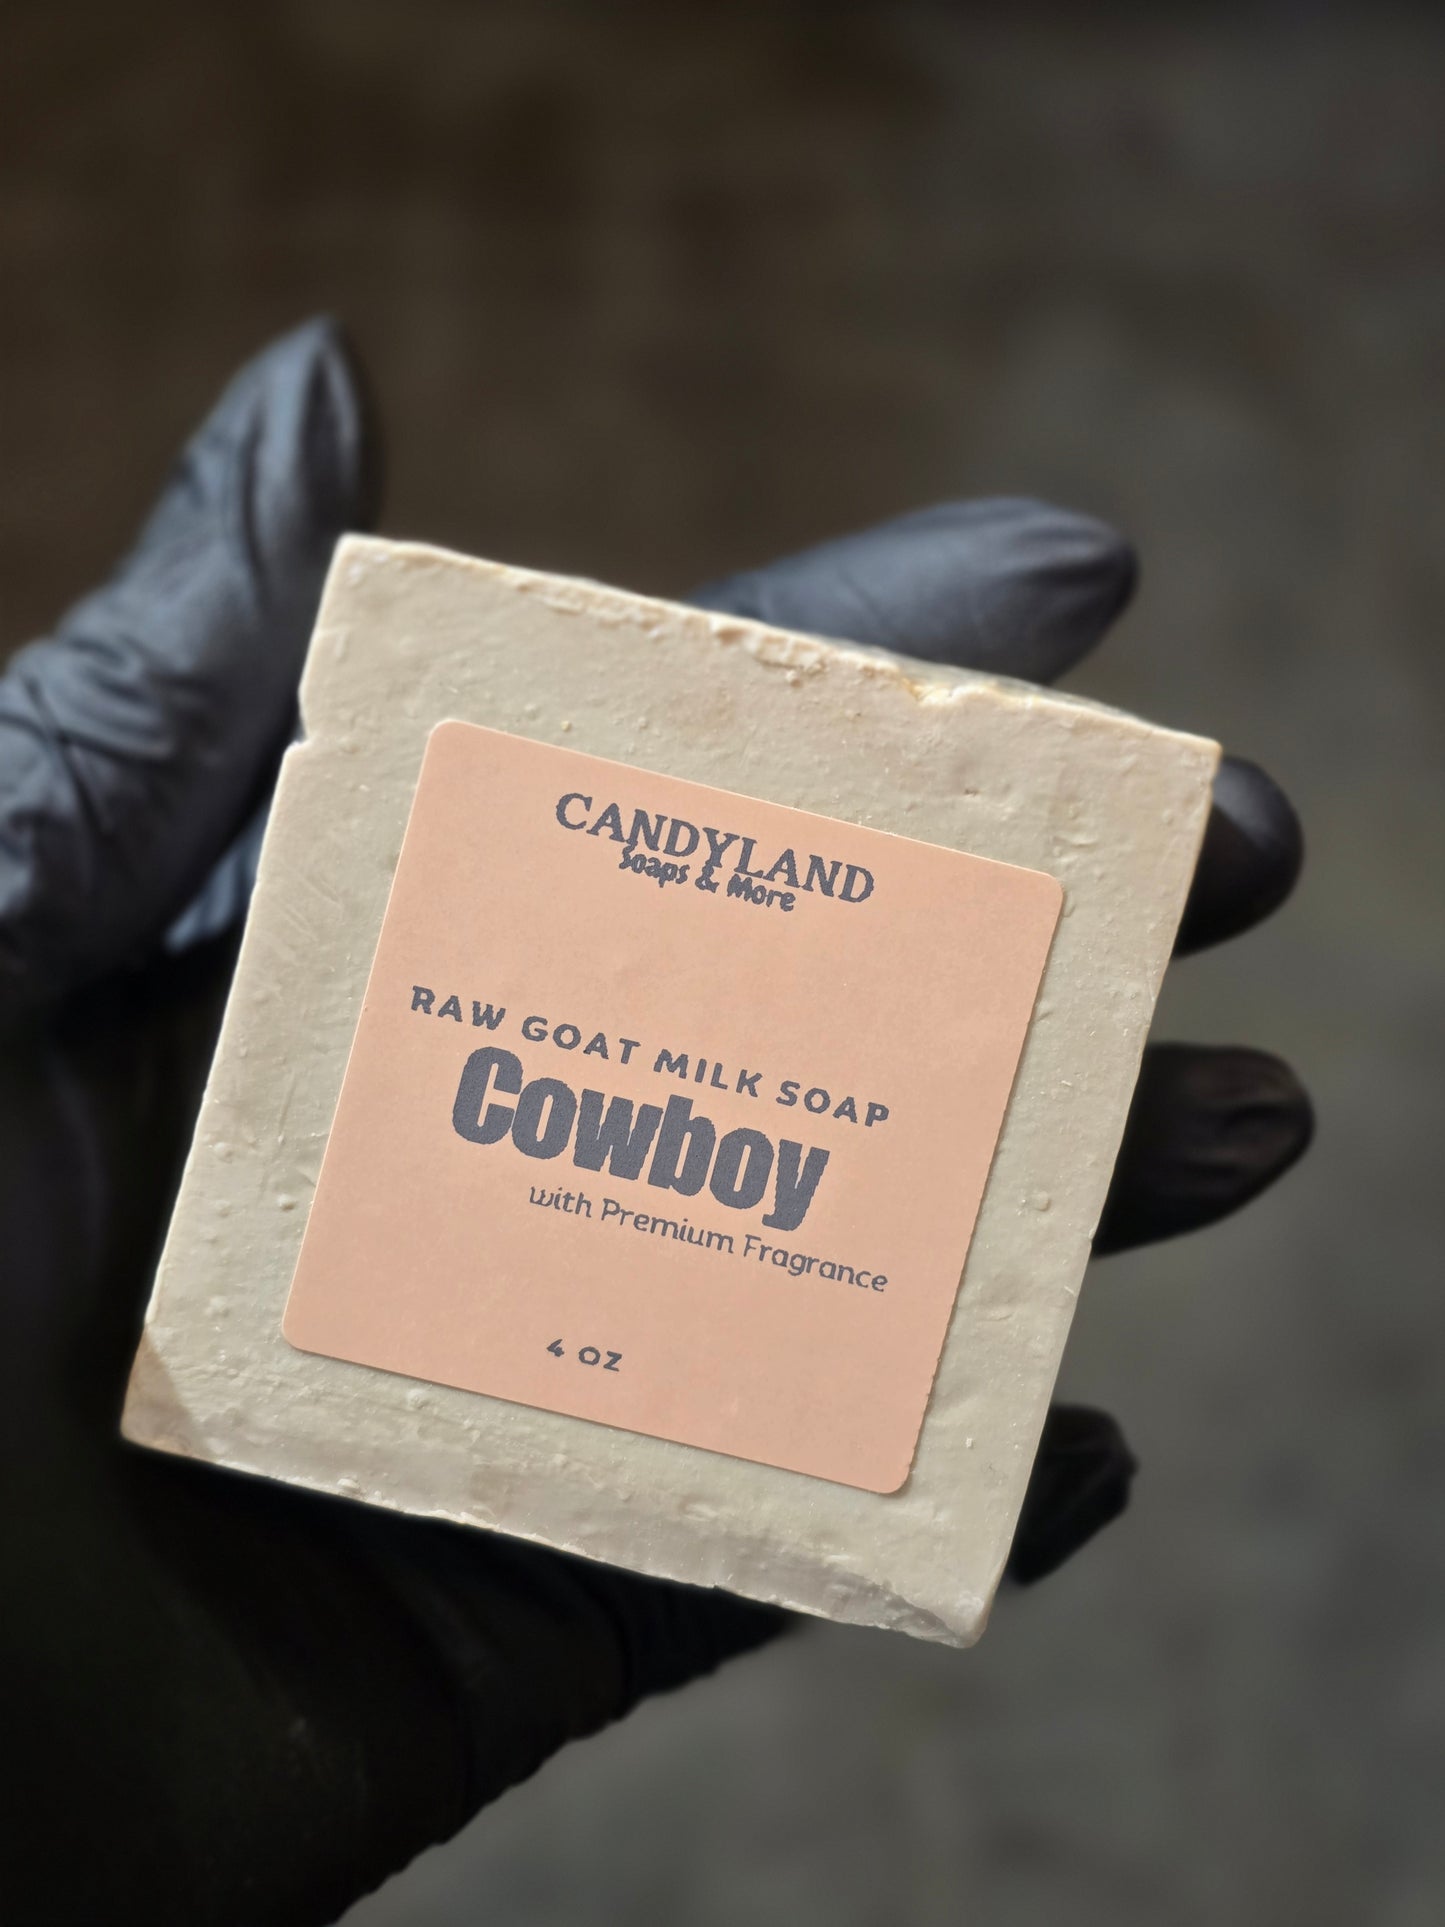 CANDYLAND
Soaps & More
RAW GOAT MILK SOAP
Cowboy
with Premium Fragrance
4 OZ